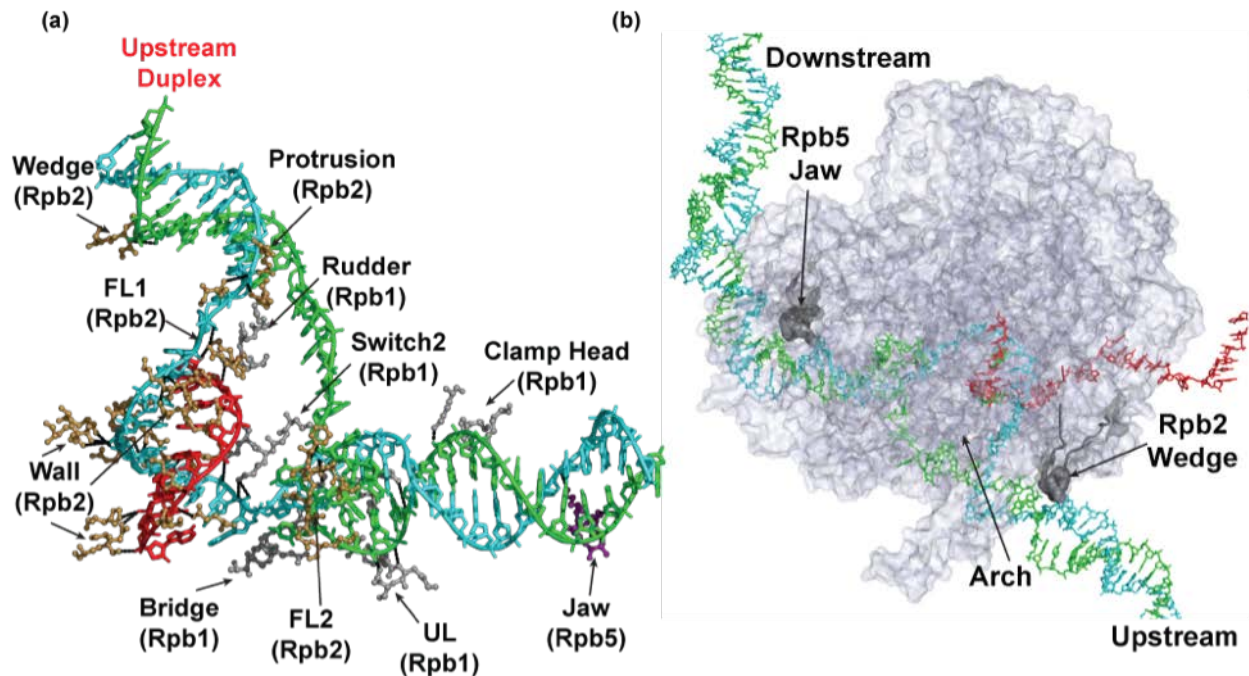 (a)
Upstream
Duplex
Wedge
(Rpb2)
Protrusion
(Rpb2)
FL1
(Rpb2)
Rudder
(Rpb1)
Switch2
(Rpb1)
Clamp Head
(Rpb1)
Wall
(Rpb2)
Bridge
(Rpb1)
FL2
(Rpb2)
UL
(Rpb1)
Jaw
(Rpb5)
(b)
Downstream
Rpb5
Jaw
Rpb2
Wedge
Arch
Upstream